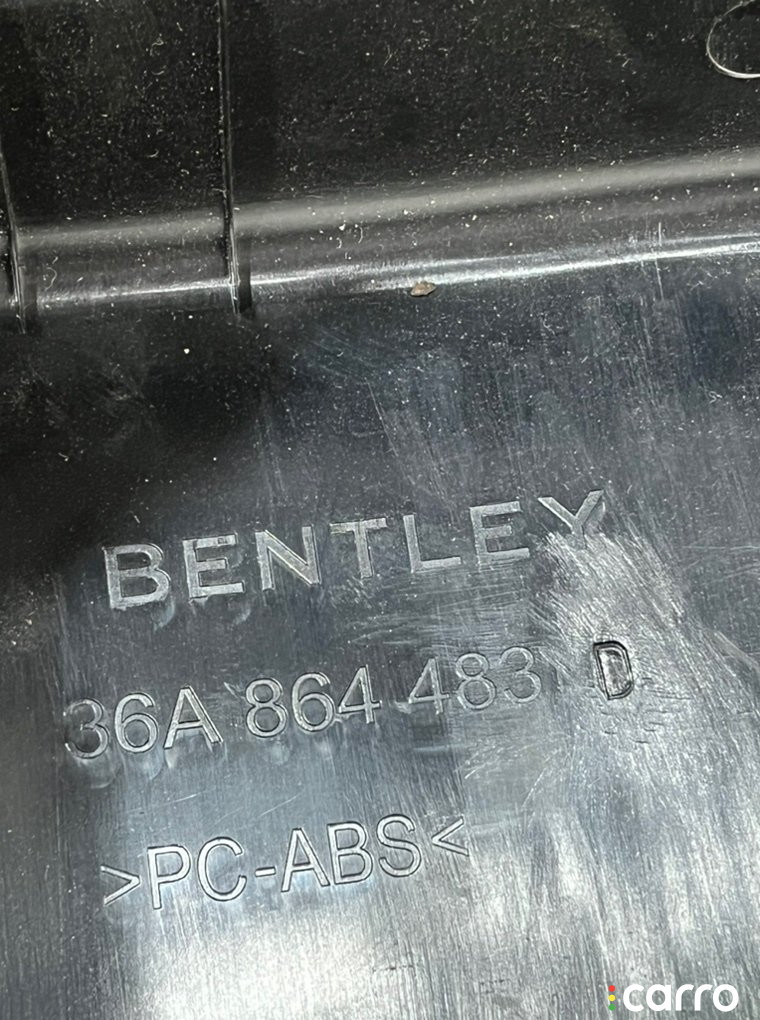 BENTLEY
36A 864 483 D
>PC-ABS<
carro